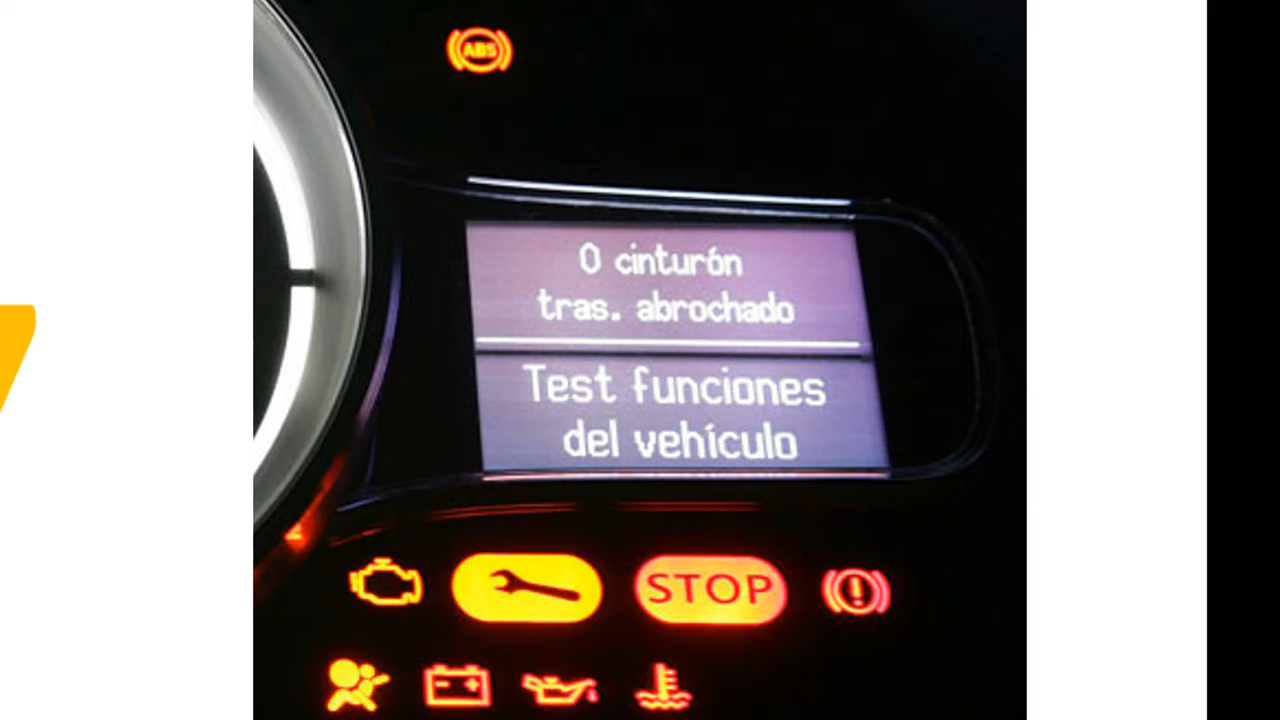 ABS
0 cinturón
tras. abrochado
Test funciones
del vehículo
STOP